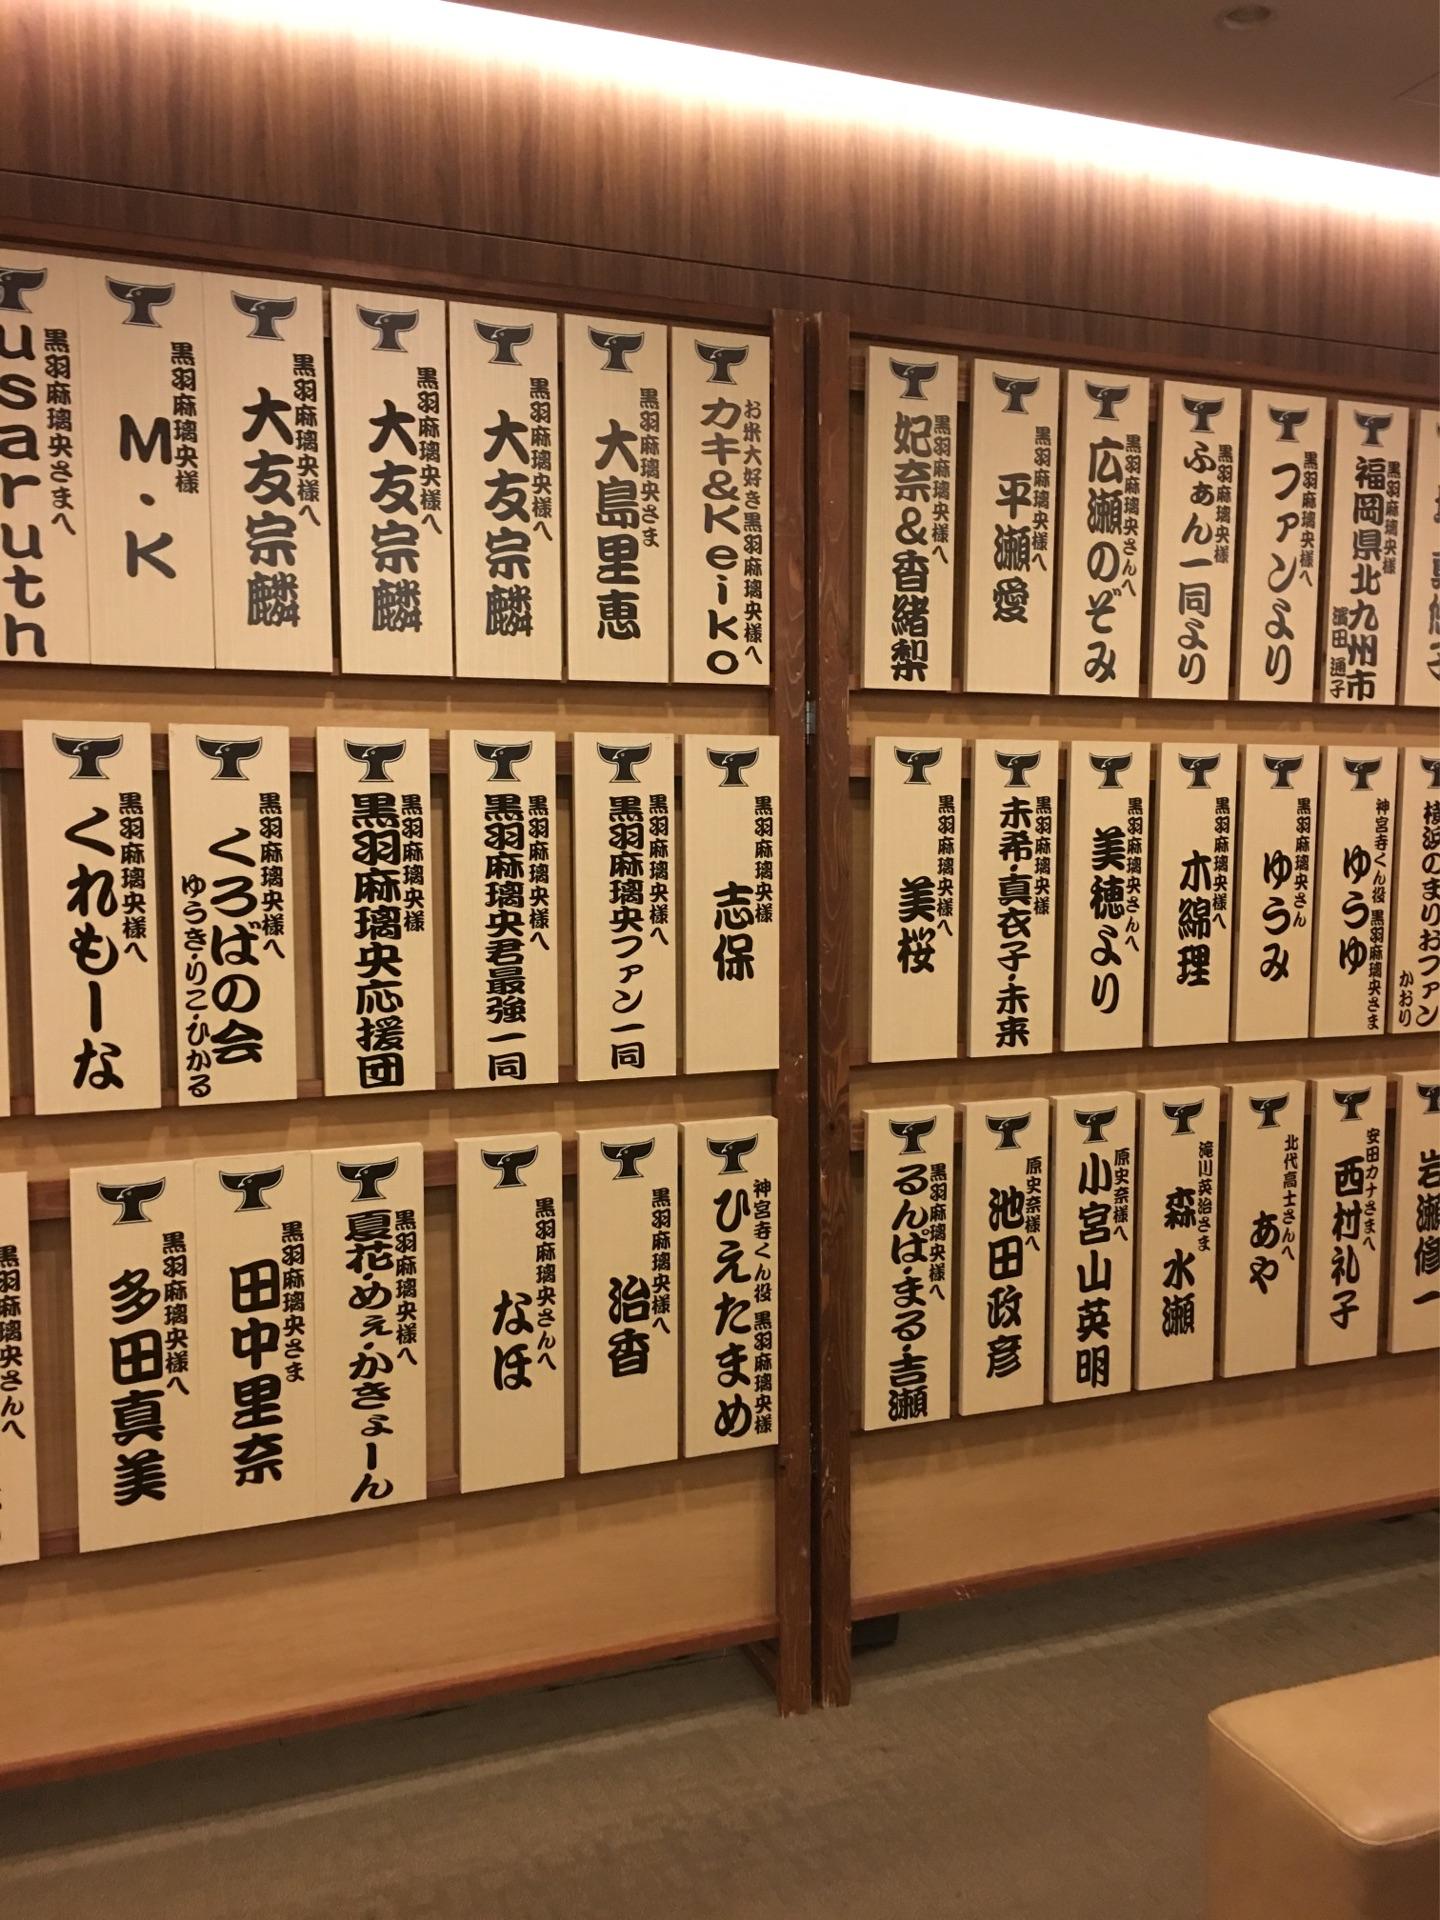 黒羽麻璃央さまへ
usaruth
黒羽麻璃央様
M・K
黒羽麻璃央様へ
大友宗麟
黒羽麻璃央様へ
大友宗麟
黒羽麻璃央様へ
大友宗麟
黒羽麻璃央さま
大島里恵
お米大好き黒羽麻璃央様へ
カキ&Keiko
黒羽麻璃央様へ
妃奈&香緒梨
黒羽麻璃央様へ
平瀬愛
黒羽麻璃央さんへ
広瀬のぞみ
黒羽麻璃央様へ
ふぁん一同より
黒羽麻璃央様へ
ファンより
黒羽麻璃央様
福岡県北九州市
濱田 通子
黒羽麻璃央様へ
くれもーな
黒羽麻璃央様へ
くろばの会
ゆうき・りこ・ひかる
黒羽麻璃央様
黒羽麻璃央応援団
黒羽麻璃央様へ
黒羽麻璃央君最強一同
黒羽麻璃央様へ
黒羽麻璃央ファン一同
黒羽麻璃央様
志保
黒羽麻璃央様へ
美桜
黒羽麻璃央様
未希・真衣子・未来
黒羽麻璃央さんへ
美穂より
黒羽麻璃央様へ
木綿理
黒羽麻璃央さん
ゆうみ
神宮寺くん役 黒羽麻璃央さま
ゆうゆ
横浜のまりおファン
かおり
黒羽麻璃央さんへ
黒羽麻璃央様へ
多田真美
黒羽麻璃央さま
田中里奈
黒羽麻璃央様へ
夏花・めぇ・かきょーん
黒羽麻璃央さんへ
なほ
黒羽麻璃央様へ
治香
神宮寺くん役 黒羽麻璃央様
ひえたまめ
黒羽麻璃央様へ
るんぱ・まる・吉瀬
原史奈様へ
池田政彦
原史奈様へ
小宮山英明
滝川英治さま
森 水瀬
北代高士さんへ
あや
安田カナさまへ
西村礼子
岩瀬修一